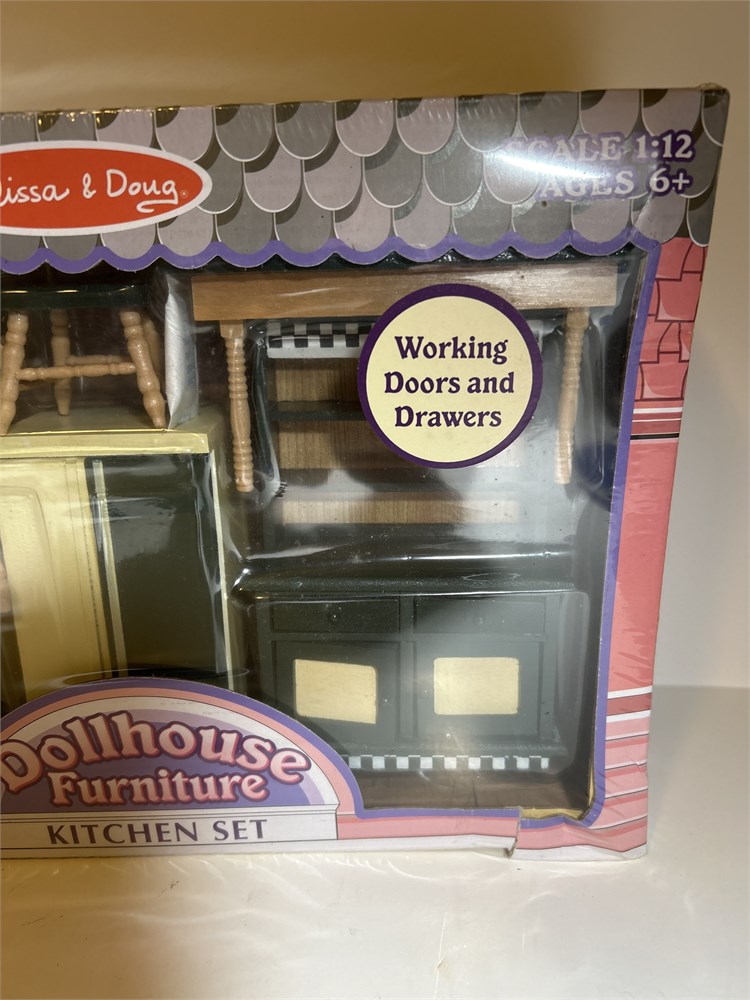 issa & Doug®
SCALE 1:12
AGES 6+
Working
Doors and
Drawers
Dollhouse
Furniture
KITCHEN SET